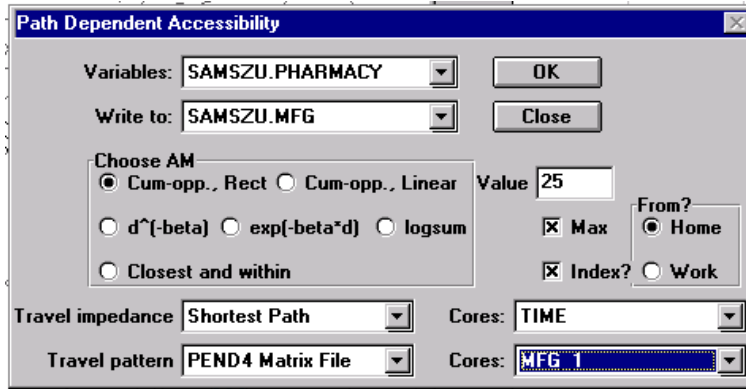 Path Dependent Accessibility
Variables: SAMSZU.PHARMACY OK
Write to: SAMSZU.MFG Close
Choose AM
Cum-opp., Rect Cum-opp., Linear Value 25
From?
d^(-beta) exp(-beta*d) logsum Max Home
Closest and within Index? Work
Travel impedance Shortest Path Cores: TIME
Travel pattern PEND4 Matrix File Cores: MFG_1